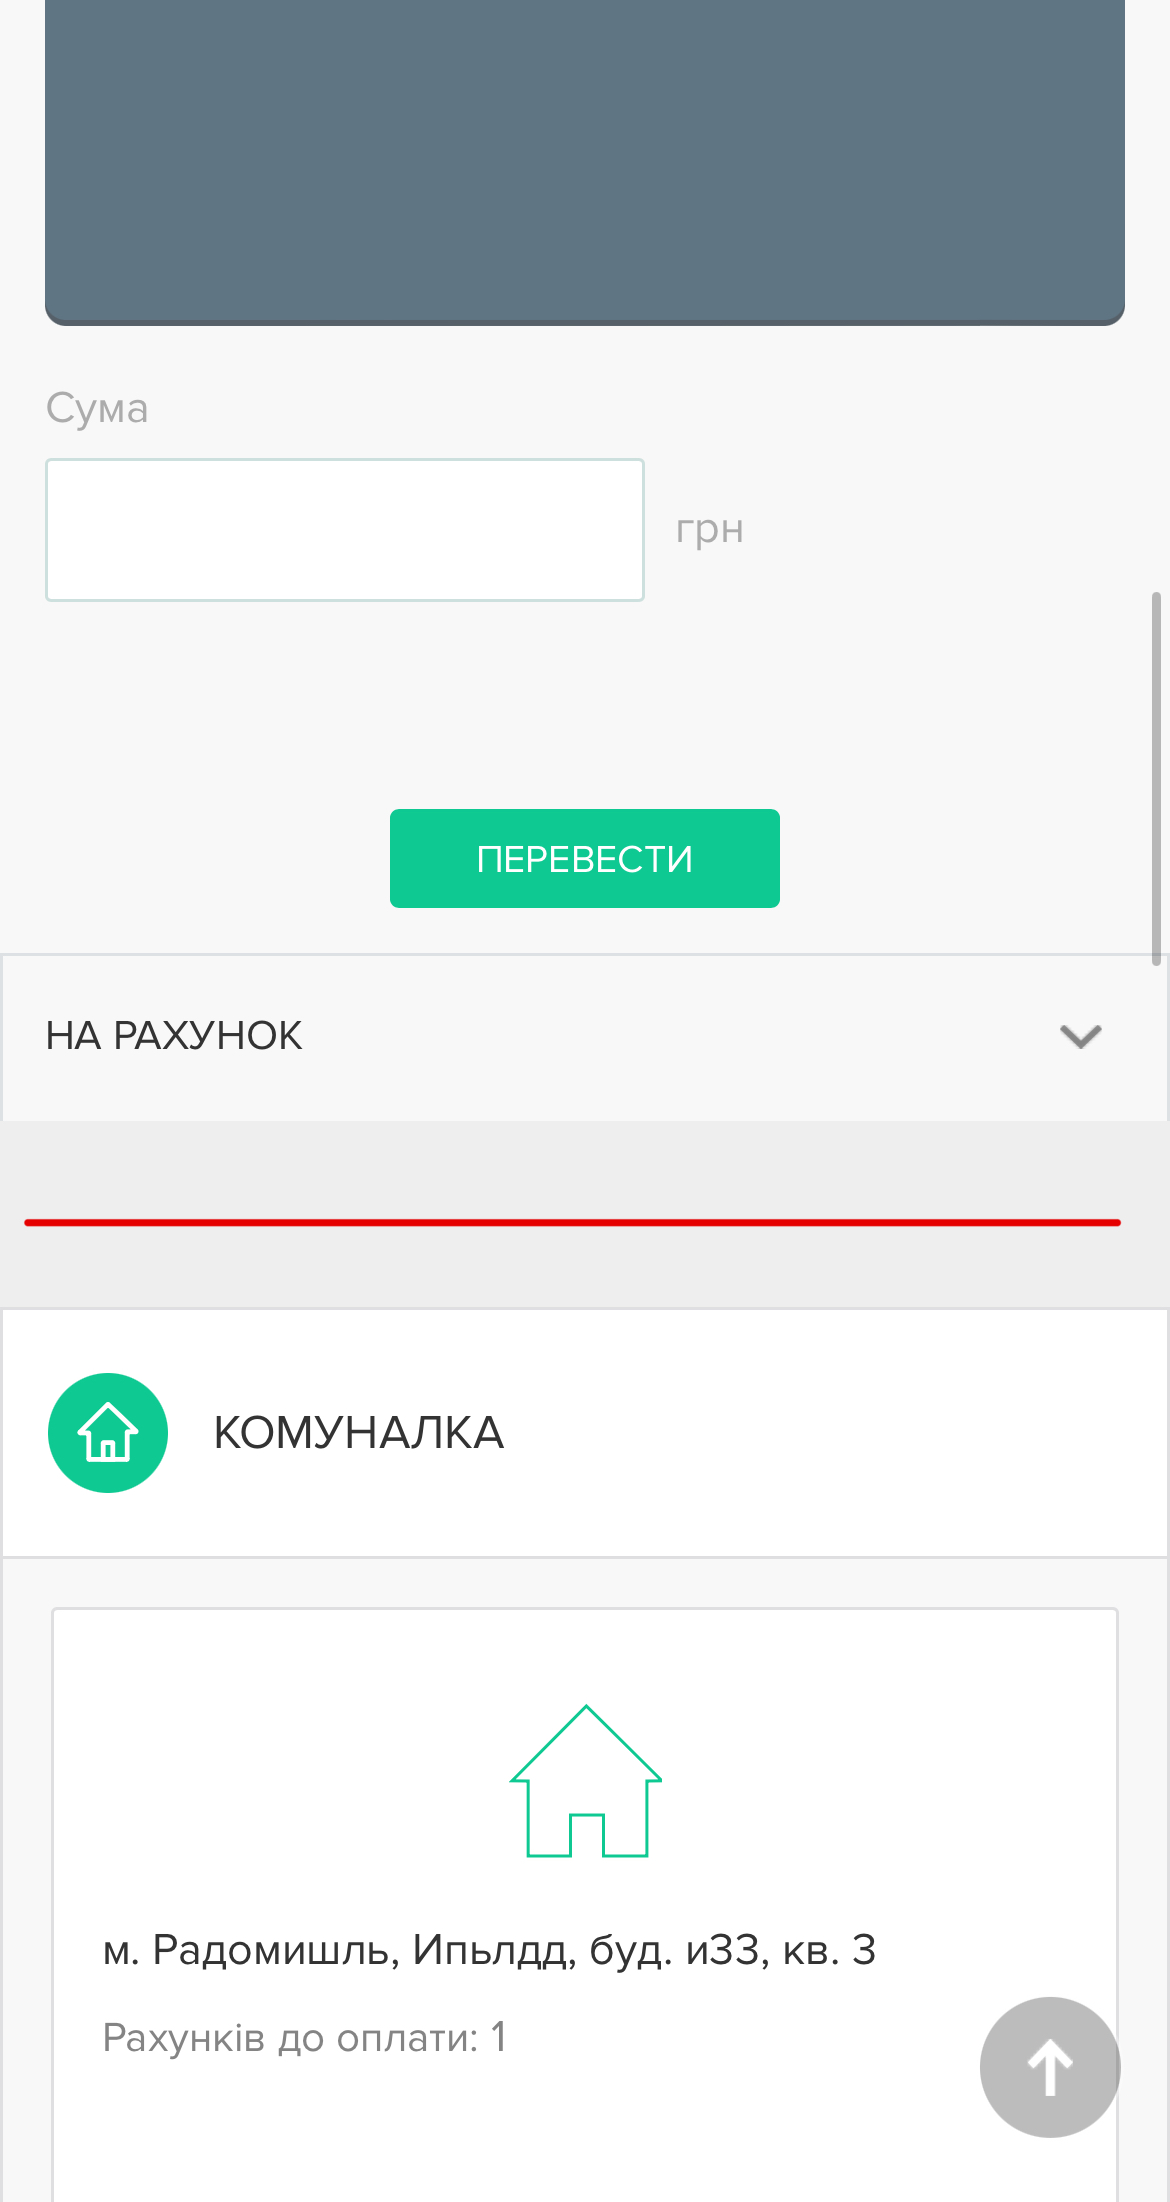 Сума
грн
ПЕРЕВЕСТИ
НА РАХУНОК
КОМУНАЛКА
м. Радомишль, Ипьлдд, буд. и33, кв. 3
Рахунків до оплати: 1